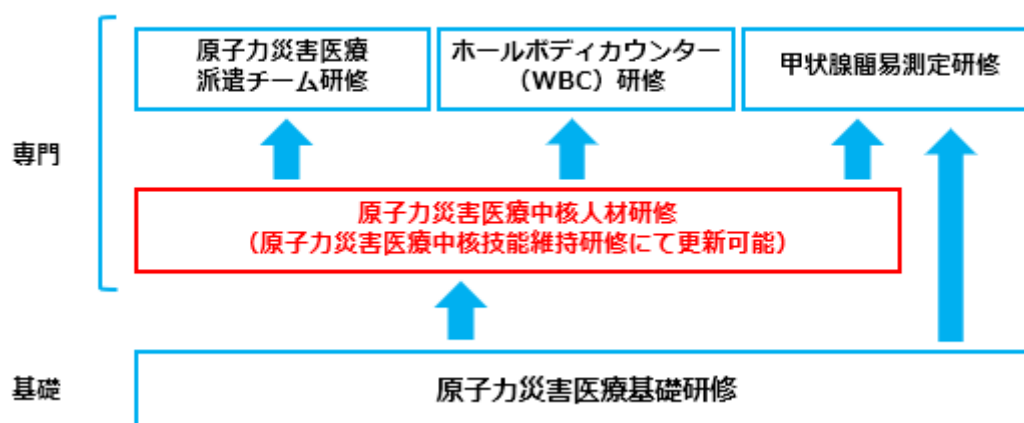 原子力災害医療
派遣チーム研修
ホールボディカウンター
（WBC）研修
甲状腺簡易測定研修
専門
原子力災害医療中核人材研修
（原子力災害医療中核技能維持研修にて更新可能）
基礎
原子力災害医療基礎研修